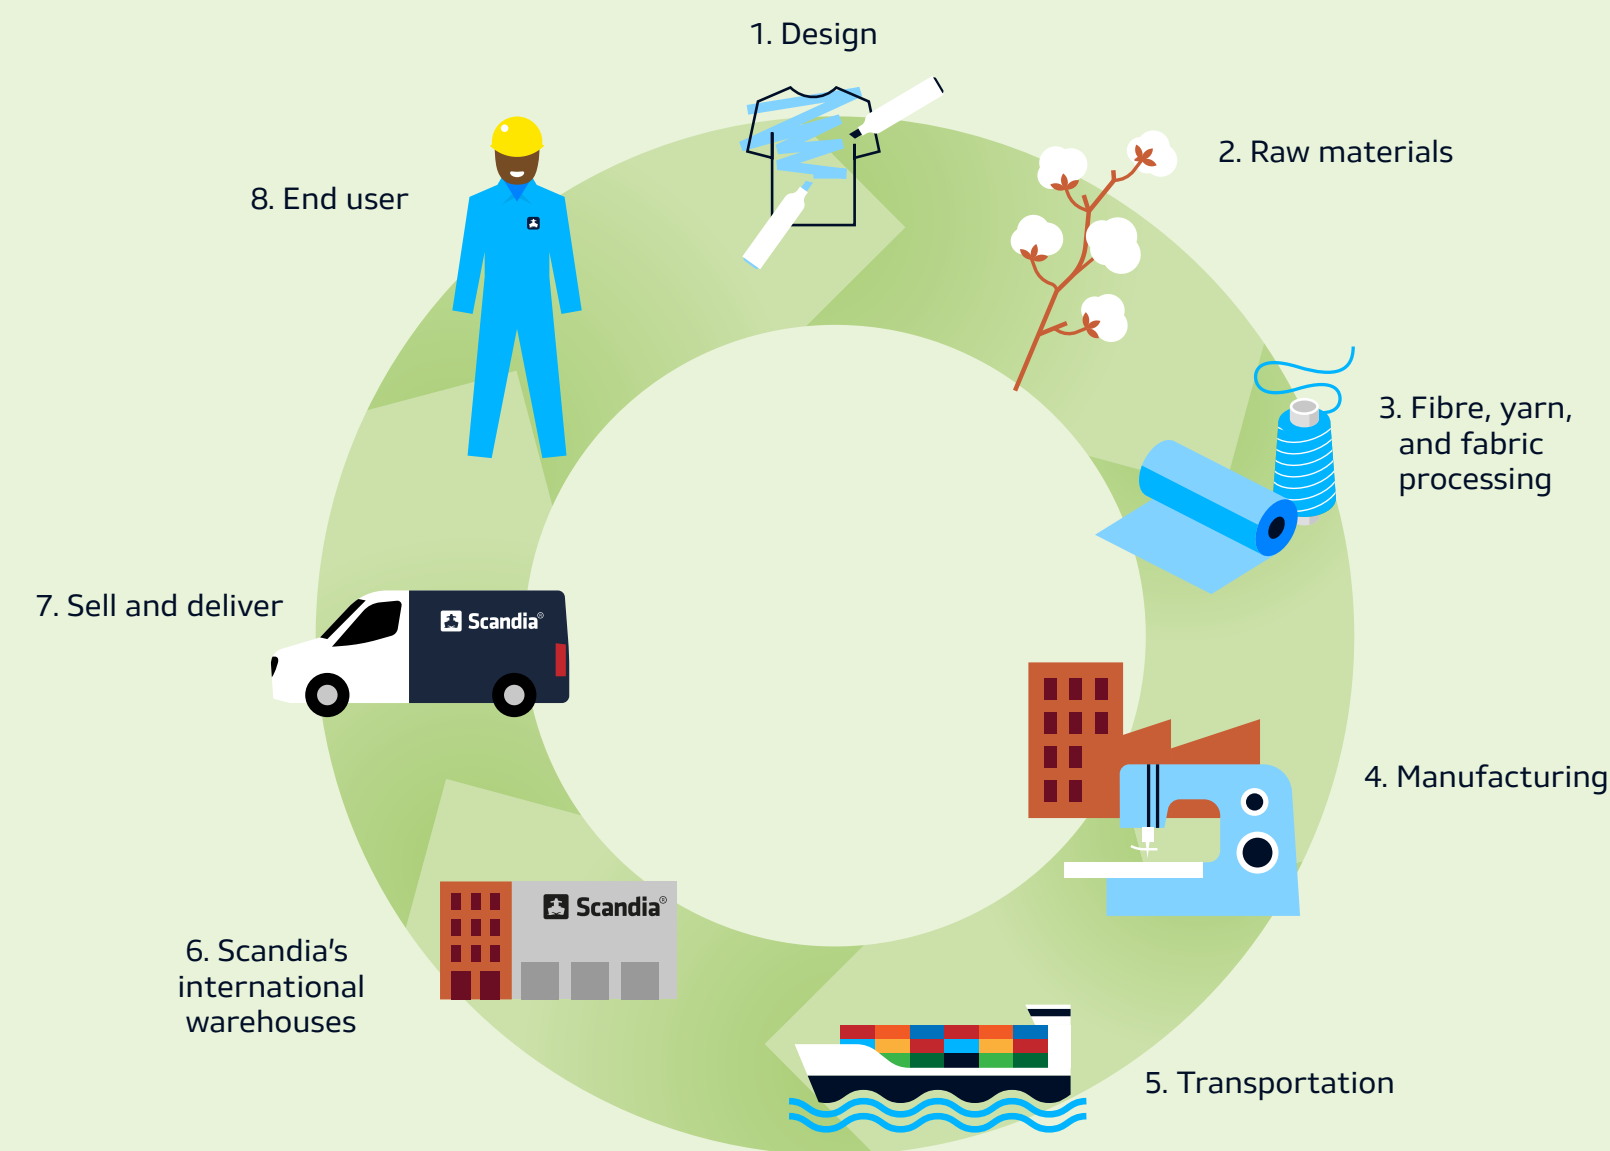 1. Design
2. Raw materials
8. End user
3. Fibre, yarn,
and fabric
processing
7. Sell and deliver
Scandia®
4. Manufacturing
Scandia®
6. Scandia's
international
warehouses
5. Transportation